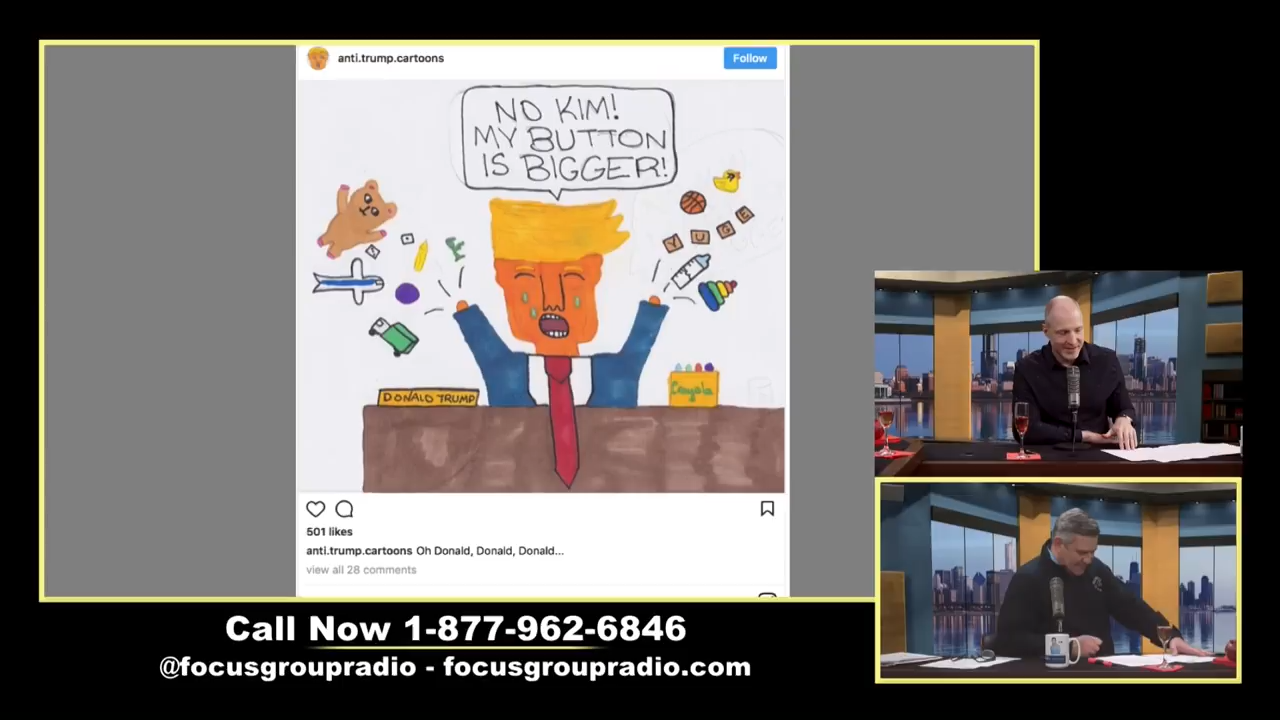 anti.trump.cartoons
Follow
NO KIM!
MY BUTTON
IS BIGGER!
YUGE
DONALD TRUMP
Crayola
501 likes
anti.trump.cartoons Oh Donald, Donald, Donald...
view all 28 comments
Call Now 1-877-962-6846
@focusgroupradio - focusgroupradio.com